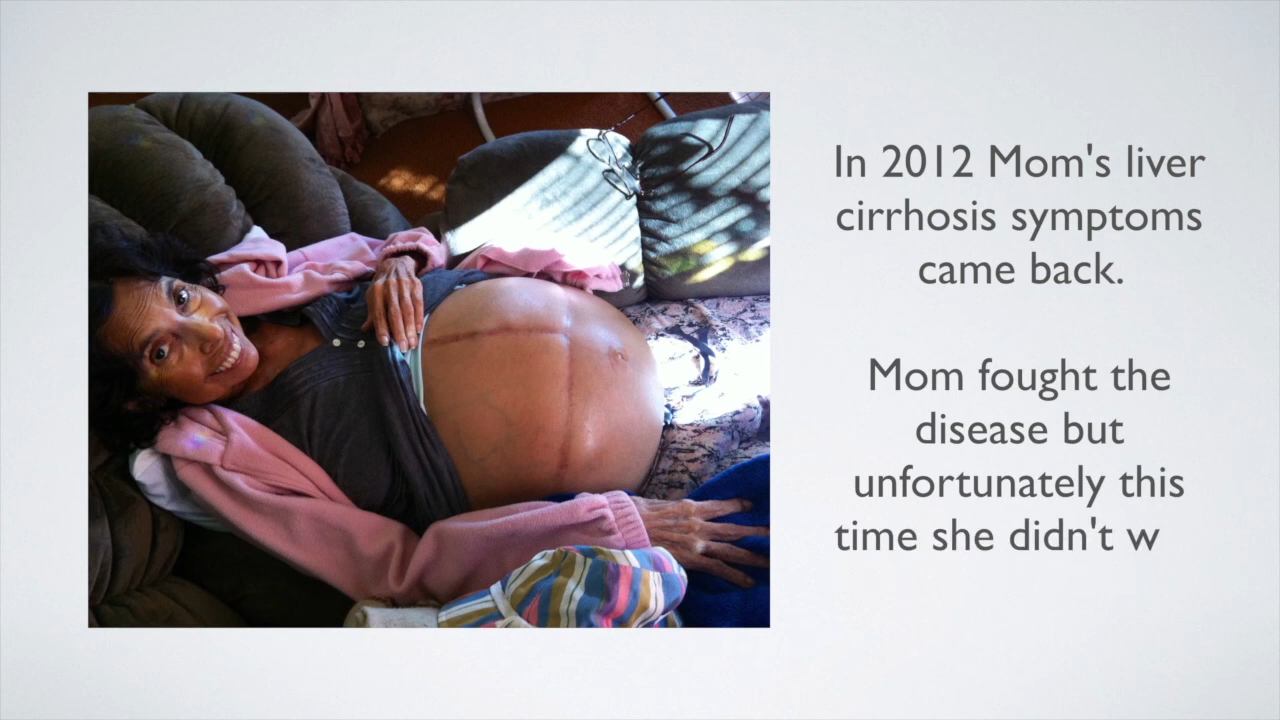 In 2012 Mom's liver
cirrhosis symptoms
came back.
Mom fought the
disease but
unfortunately this
time she didn't w